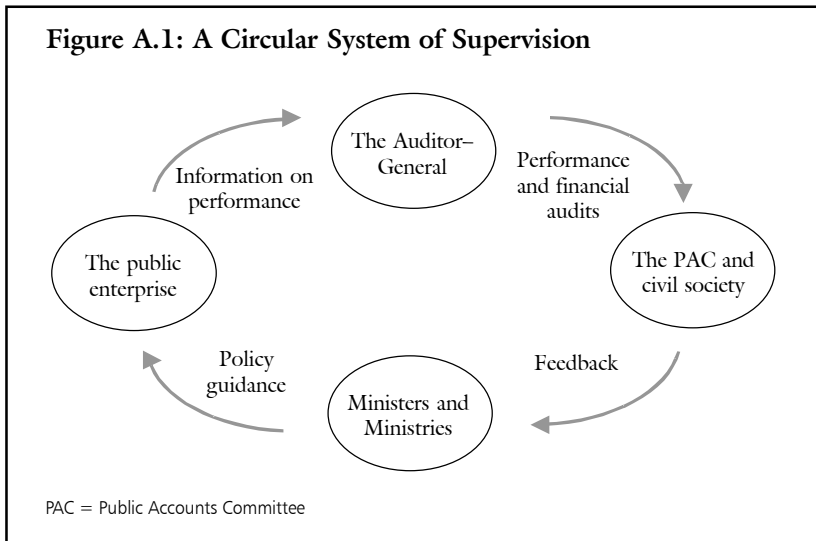 Figure A.1: A Circular System of Supervision
The Auditor–
General
Information on
performance
Performance
and financial
audits
The public
enterprise
The PAC and
civil society
Policy
guidance
Feedback
Ministers and
Ministries
PAC = Public Accounts Committee